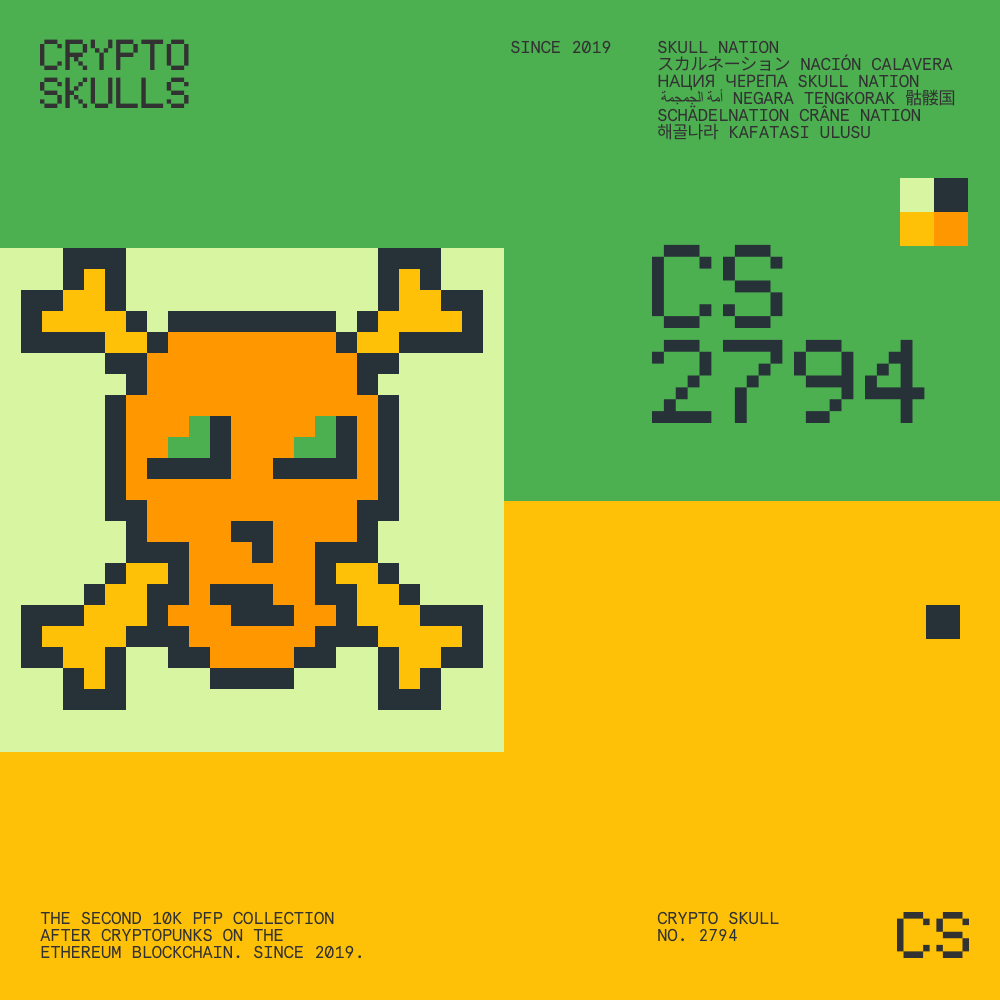 CRYPTO
SKULLS
SINCE 2019
SKULL NATION
スカルネーション NACIÓN CALAVERA
НАЦИЯ ЧЕРЕПА SKULL NATION
أمة الجمجمة NEGARA TENGKORAK 骷髅国
SCHÄDELNATION CRÂNE NATION
해골나라 KAFATASI ULUSU
CS
2794
THE SECOND 10K PFP COLLECTION
AFTER CRYPTOPUNKS ON THE
ETHEREUM BLOCKCHAIN. SINCE 2019.
CRYPTO SKULL
NO. 2794
CS